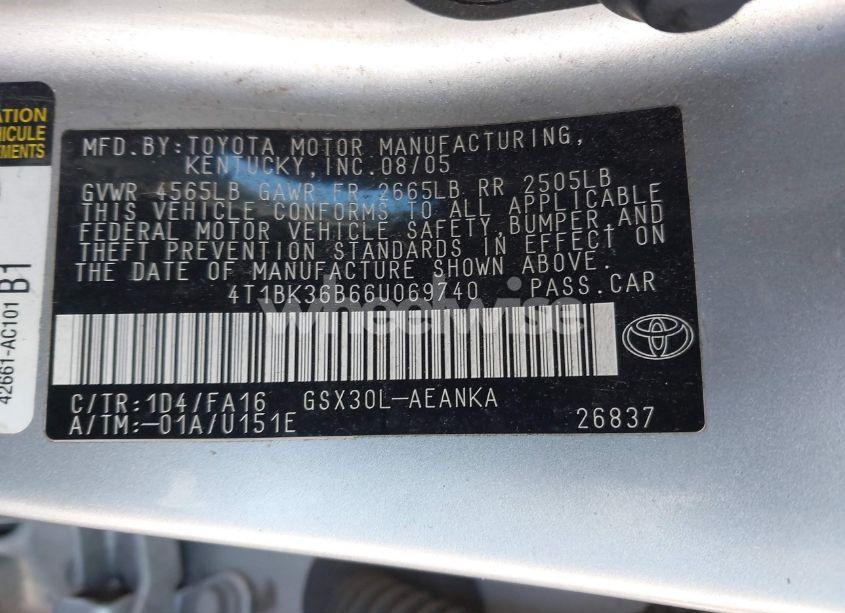 ATION
HICULE
EMENTS
42661-AC101
B1
MFD.BY:TOYOTA MOTOR MANUFACTURING,
KENTUCKY,INC.08/05
GVWR 4565LB GAWR FR 2665LB RR 2505LB
THIS VEHICLE CONFORMS TO ALL APPLICABLE
FEDERAL MOTOR VEHICLE SAFETY,BUMPER,AND
THEFT PREVENTION STANDARDS IN EFFECT ON
THE DATE OF MANUFACTURE SHOWN ABOVE.
4T1BK36B66U069740 PASS.CAR
wheelwise
C/TR:1D4/FA16 GSX30L-AEANKA
A/TM:-01A/U151E 26837